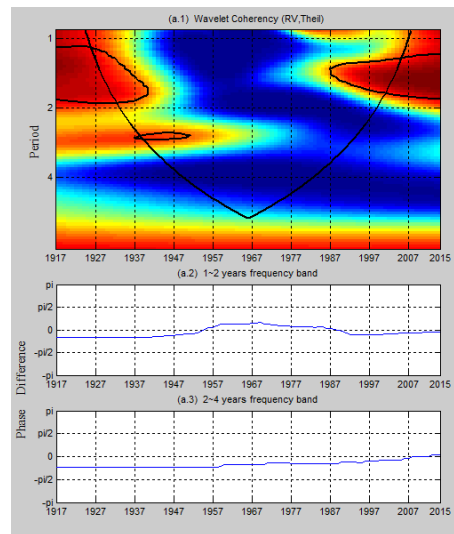 (a.1) Wavelet Coherency (RV,Theil)
Period
1
2
4
1917 1927 1937 1947 1957 1967 1977 1987 1997 2007 2015
(a.2) 1~2 years frequency band
Phase Difference
pi
pi/2
0
-pi/2
-pi
1917 1927 1937 1947 1957 1967 1977 1987 1997 2007 2015
(a.3) 2~4 years frequency band
pi
pi/2
0
-pi/2
-pi
1917 1927 1937 1947 1957 1967 1977 1987 1997 2007 2015